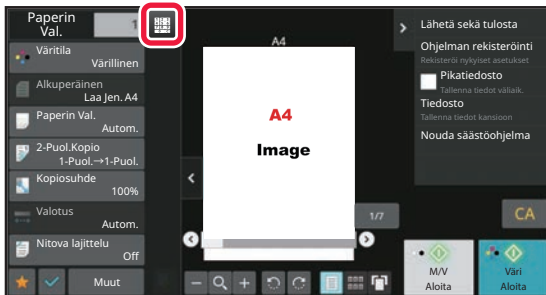 Paperin
Val.
1
Väritila
Värillinen
Alkuperäinen
Laa Jen. A4
Paperin Val.
Autom.
2-Puol.Kopio
1-Puol.→1-Puol.
Kopiosuhde
100%
Valotus
Autom.
Nitova lajittelu
Off
Muut
A4
A4
Image
1/7
Lähetä sekä tulosta
Ohjelman rekisteröinti
Rekisteröi nykyiset asetukset
Pikatiedosto
Tallenna tiedot väliaik.
Tiedosto
Tallenna tiedot kansioon
Nouda säästöohjelma
CA
M/V
Aloita
Väri
Aloita